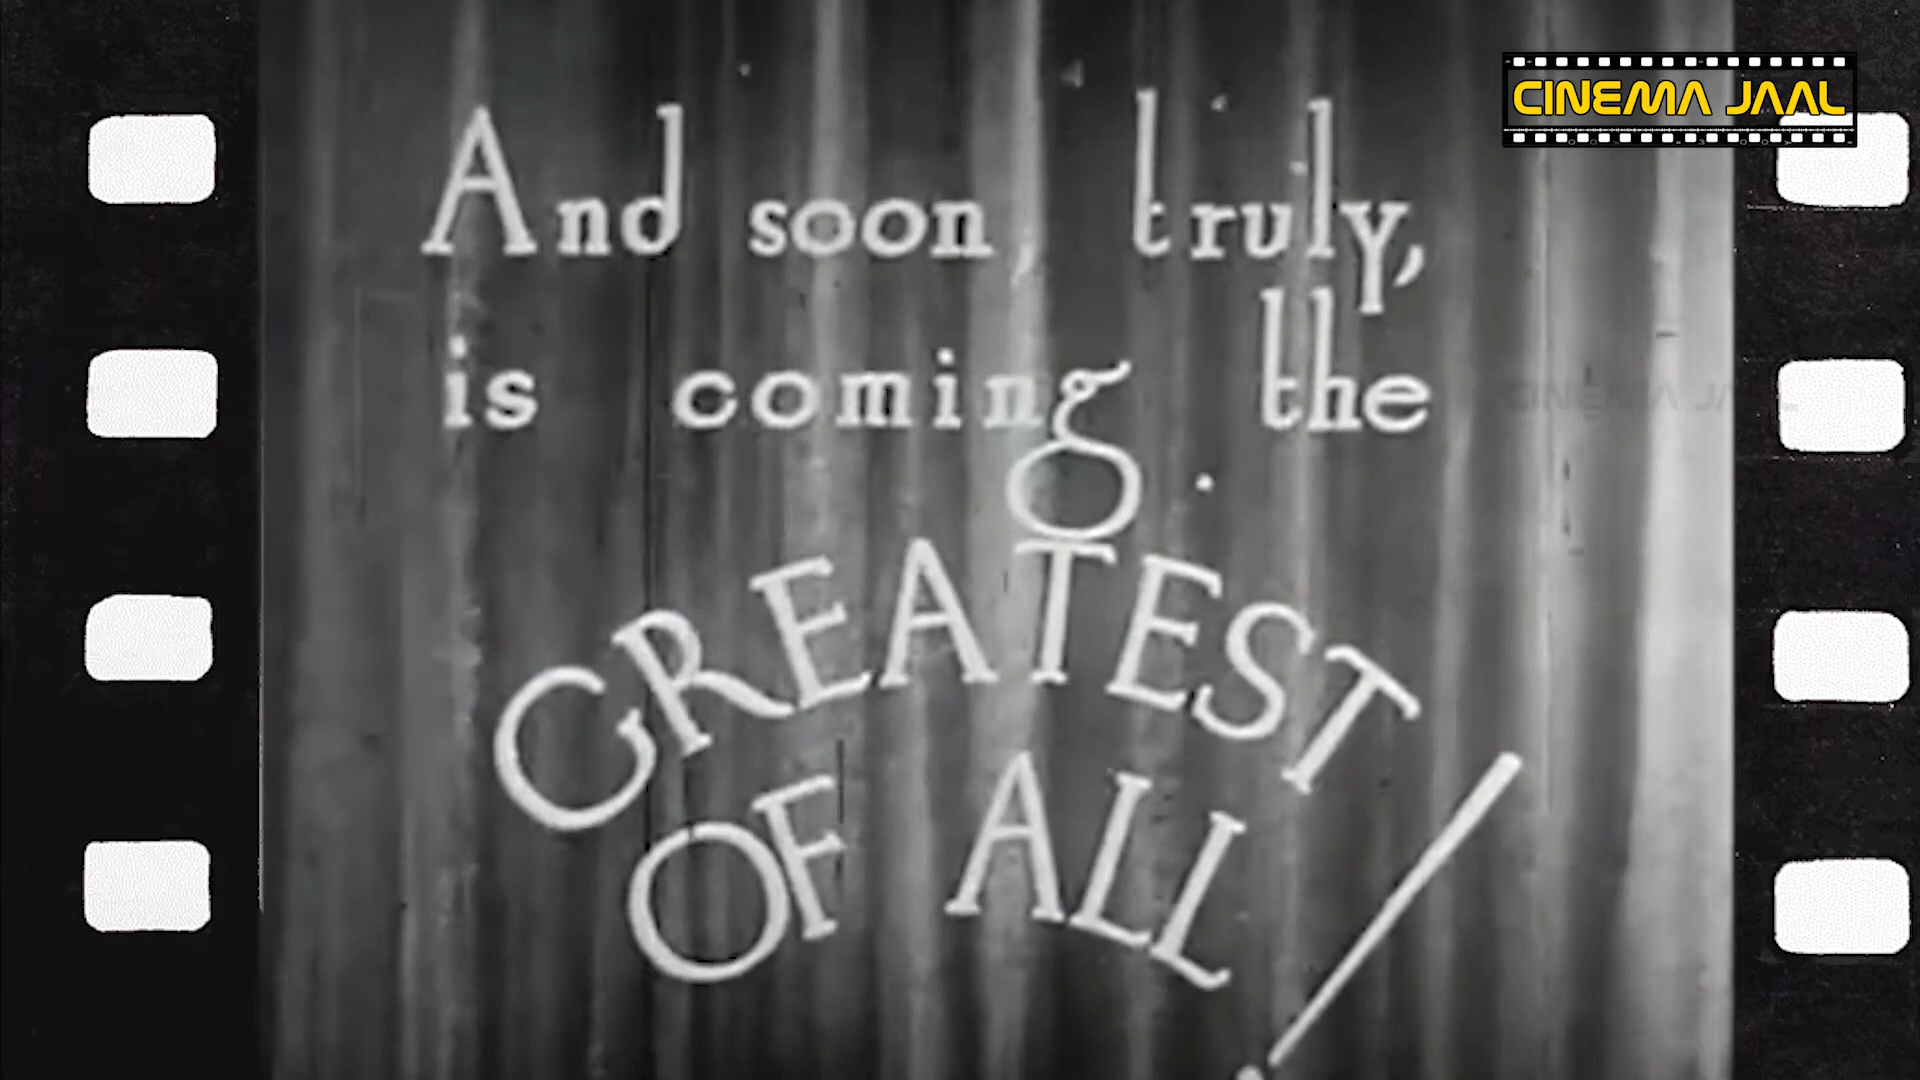 CINEMA JAAL
And soon, truly,
is coming the
GREATEST
OF ALL!